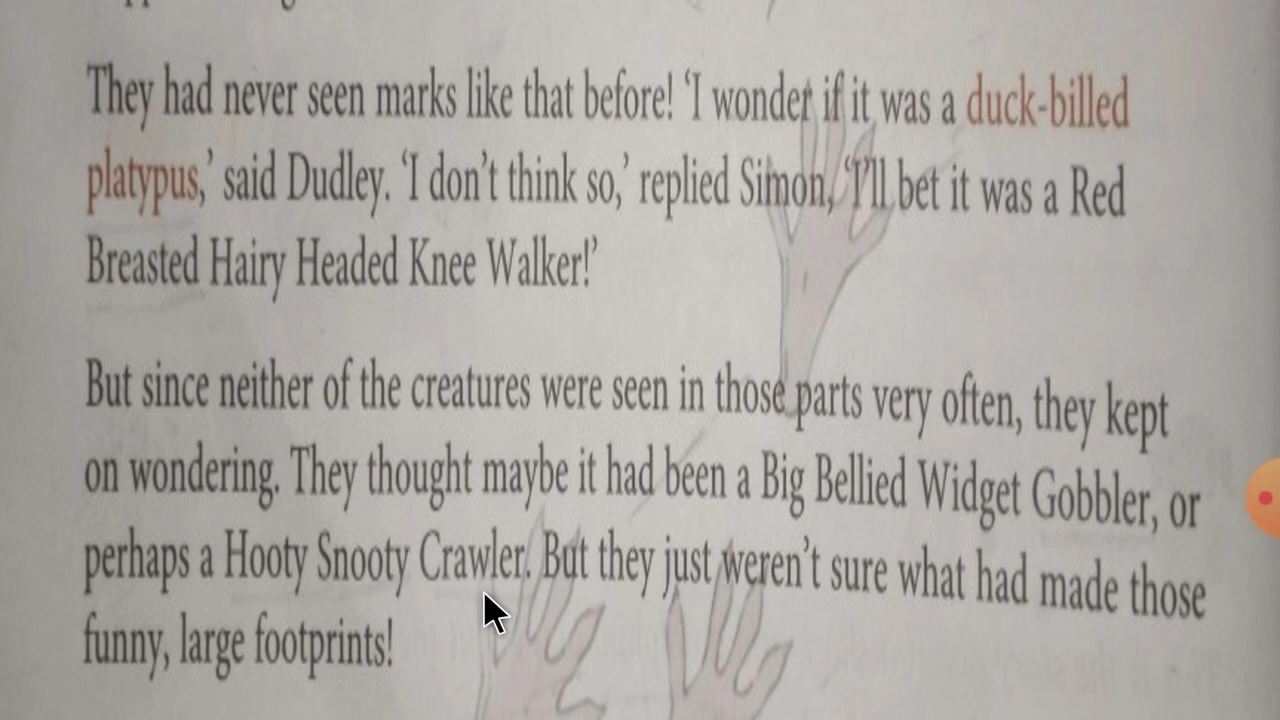 They had never seen marks like that before! ‘I wonder if it was a duck-billed
platypus,’ said Dudley. ‘I don’t think so,’ replied Simon, ‘I’ll bet it was a Red
Breasted Hairy Headed Knee Walker!’
But since neither of the creatures were seen in those parts very often, they kept
on wondering. They thought maybe it had been a Big Bellied Widget Gobbler, or
perhaps a Hooty Snooty Crawler. But they just weren’t sure what had made those
funny, large footprints!